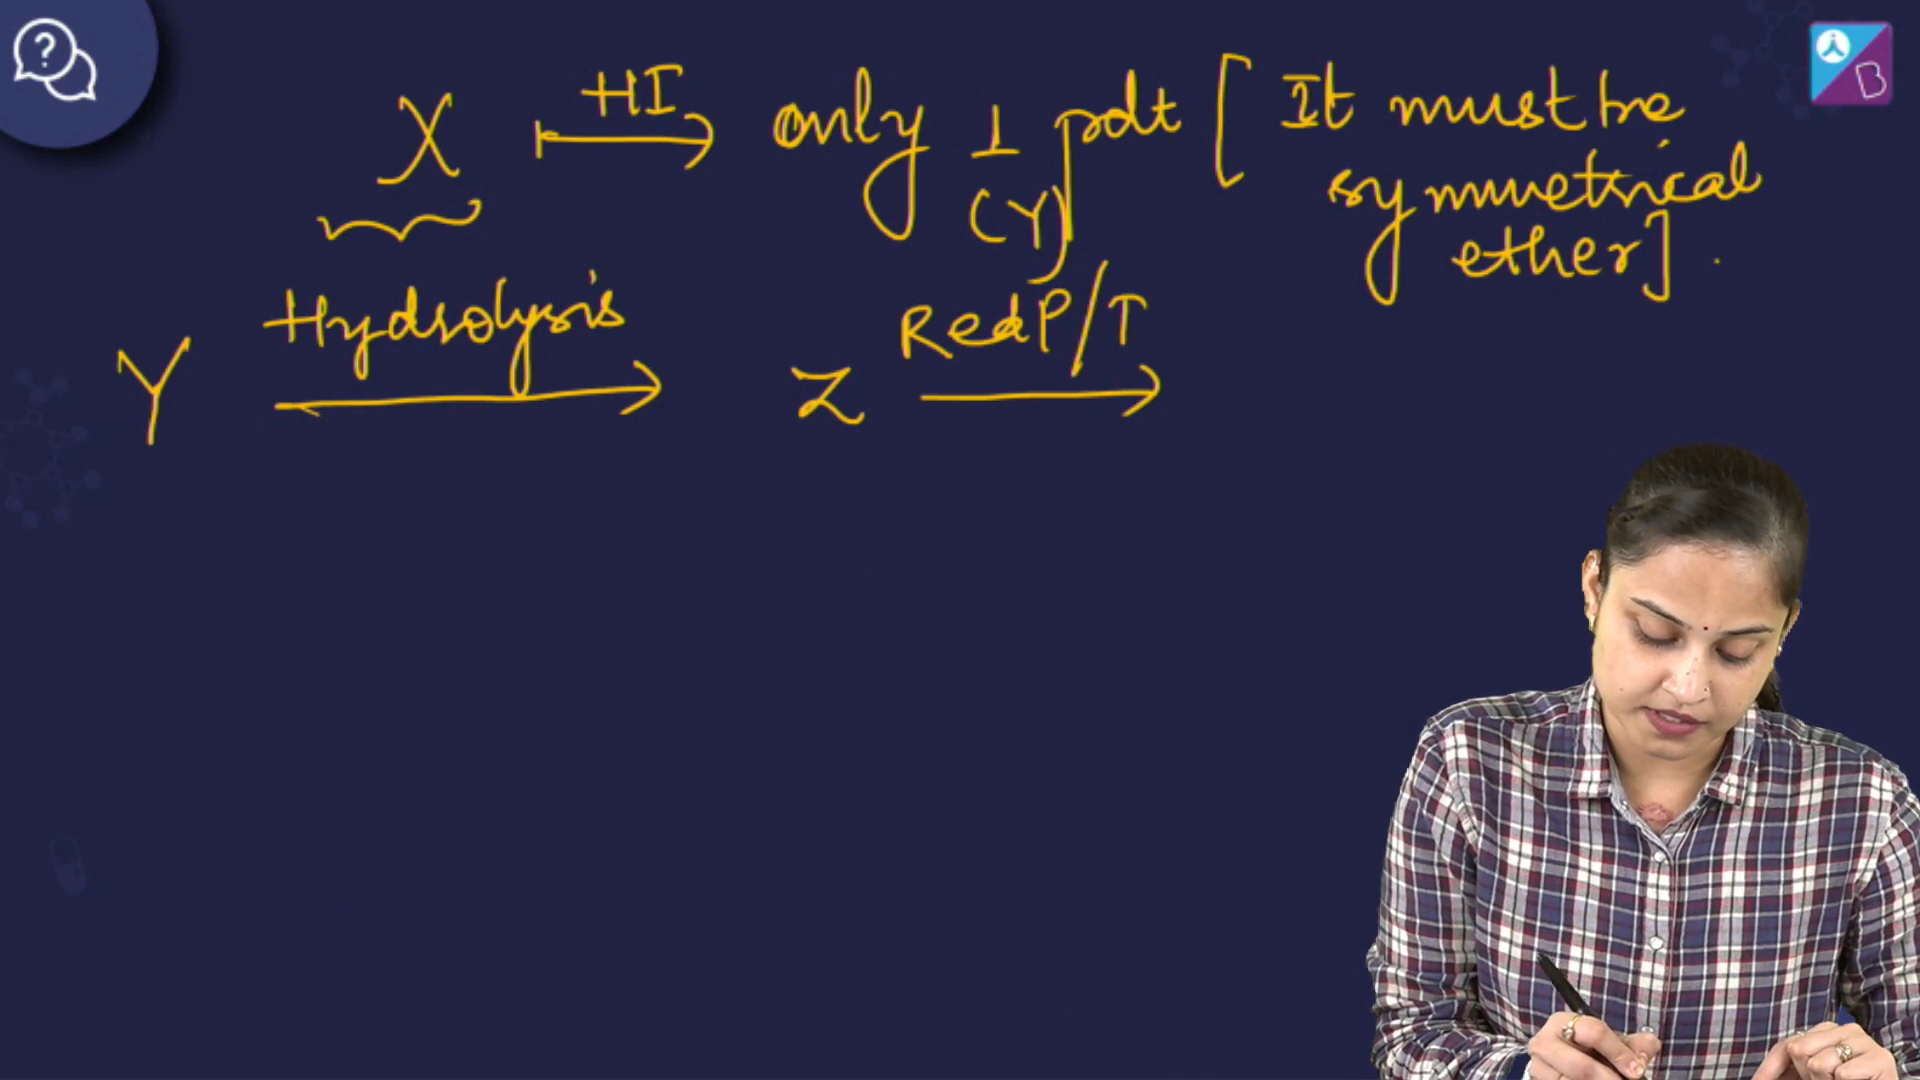 X HI only 1 pdt [ It must be
(Y) symmetrical
ether] .
Y Hydrolysis Z Red P/I
?
B